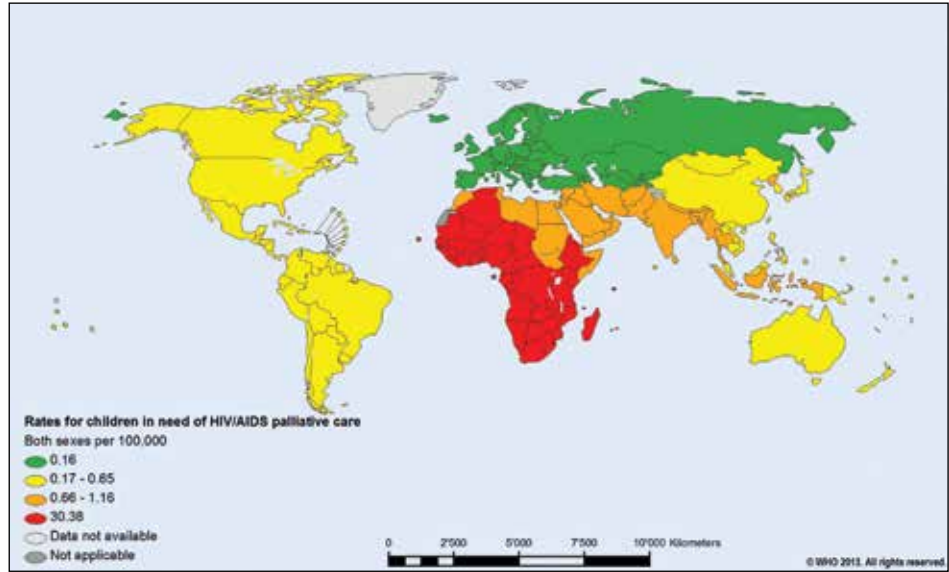 Rates for children in need of HIV/AIDS palliative care
Both sexes per 100,000
0.16
0.17 - 0.65
0.66 - 1.16
30.38
Data not available
Not applicable
0 2'500 5'000 7'500 10'000 Kilometers
© WHO 2013. All rights reserved.